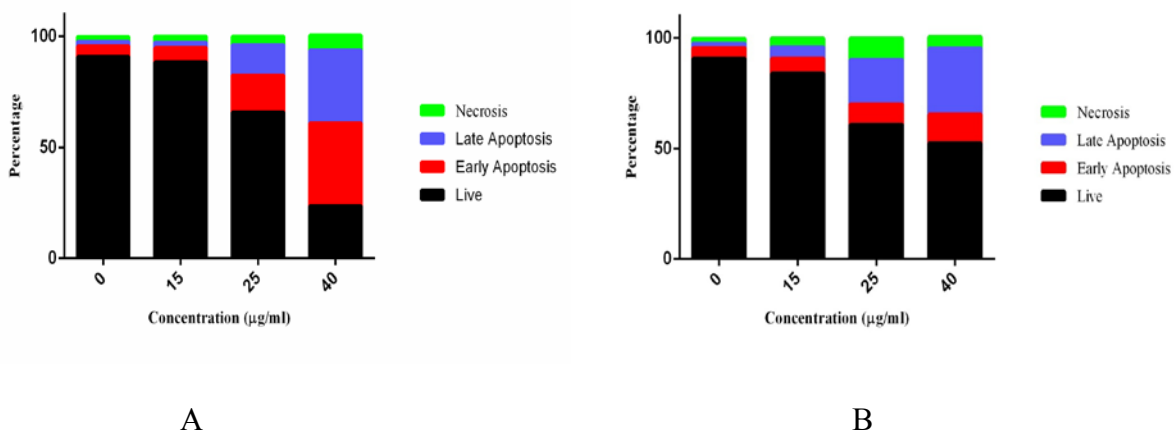 100
50
0
Percentage
0
15
25
40
Concentration (µg/ml)
Necrosis
Late Apoptosis
Early Apoptosis
Live
A
100
50
0
Percentage
0
15
25
40
Concentration (µg/ml)
Necrosis
Late Apoptosis
Early Apoptosis
Live
B